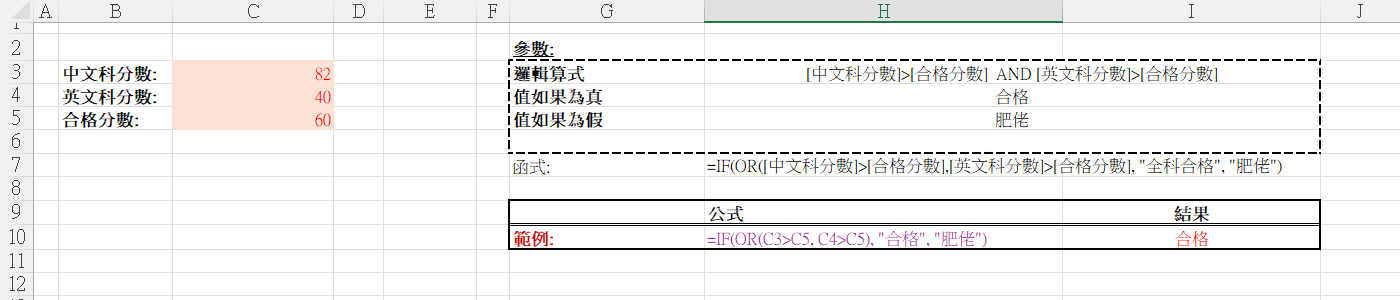 A B C D E F G H I J
1
2 參數:
3 中文科分數: 82 邏輯算式 [中文科分數]>[合格分數] AND [英文科分數]>[合格分數]
4 英文科分數: 40 值如果為真 合格
5 合格分數: 60 值如果為假 肥佬
6
7 函式: =IF(OR([中文科分數]>[合格分數],[英文科分數]>[合格分數], "全科合格", "肥佬")
8
9 公式 結果
10 範例: =IF(OR(C3>C5, C4>C5), "合格", "肥佬") 合格
11
12